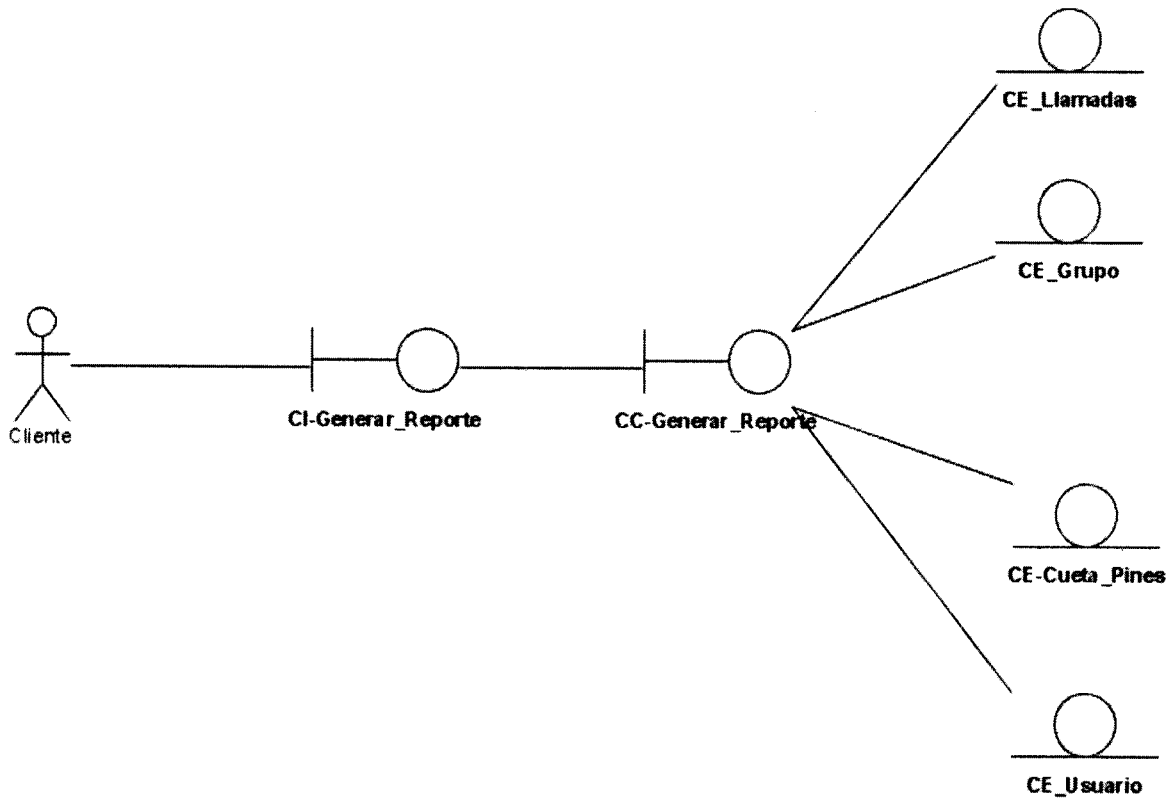 CE_Llamadas
CE_Grupo
Cliente
CI-Generar_Reporte
CC-Generar_Reporte
CE-Cueta_Pines
CE_Usuario